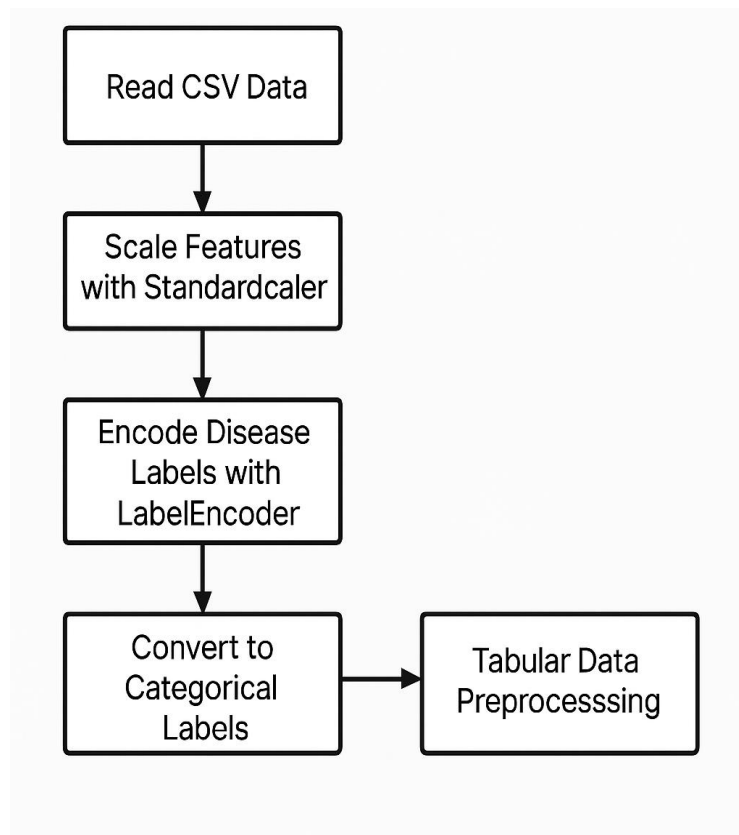 Read CSV Data
Scale Features
with Standardcaler
Encode Disease
Labels with
LabelEncoder
Convert to
Categorical
Labels
Tabular Data
Preprocesssing